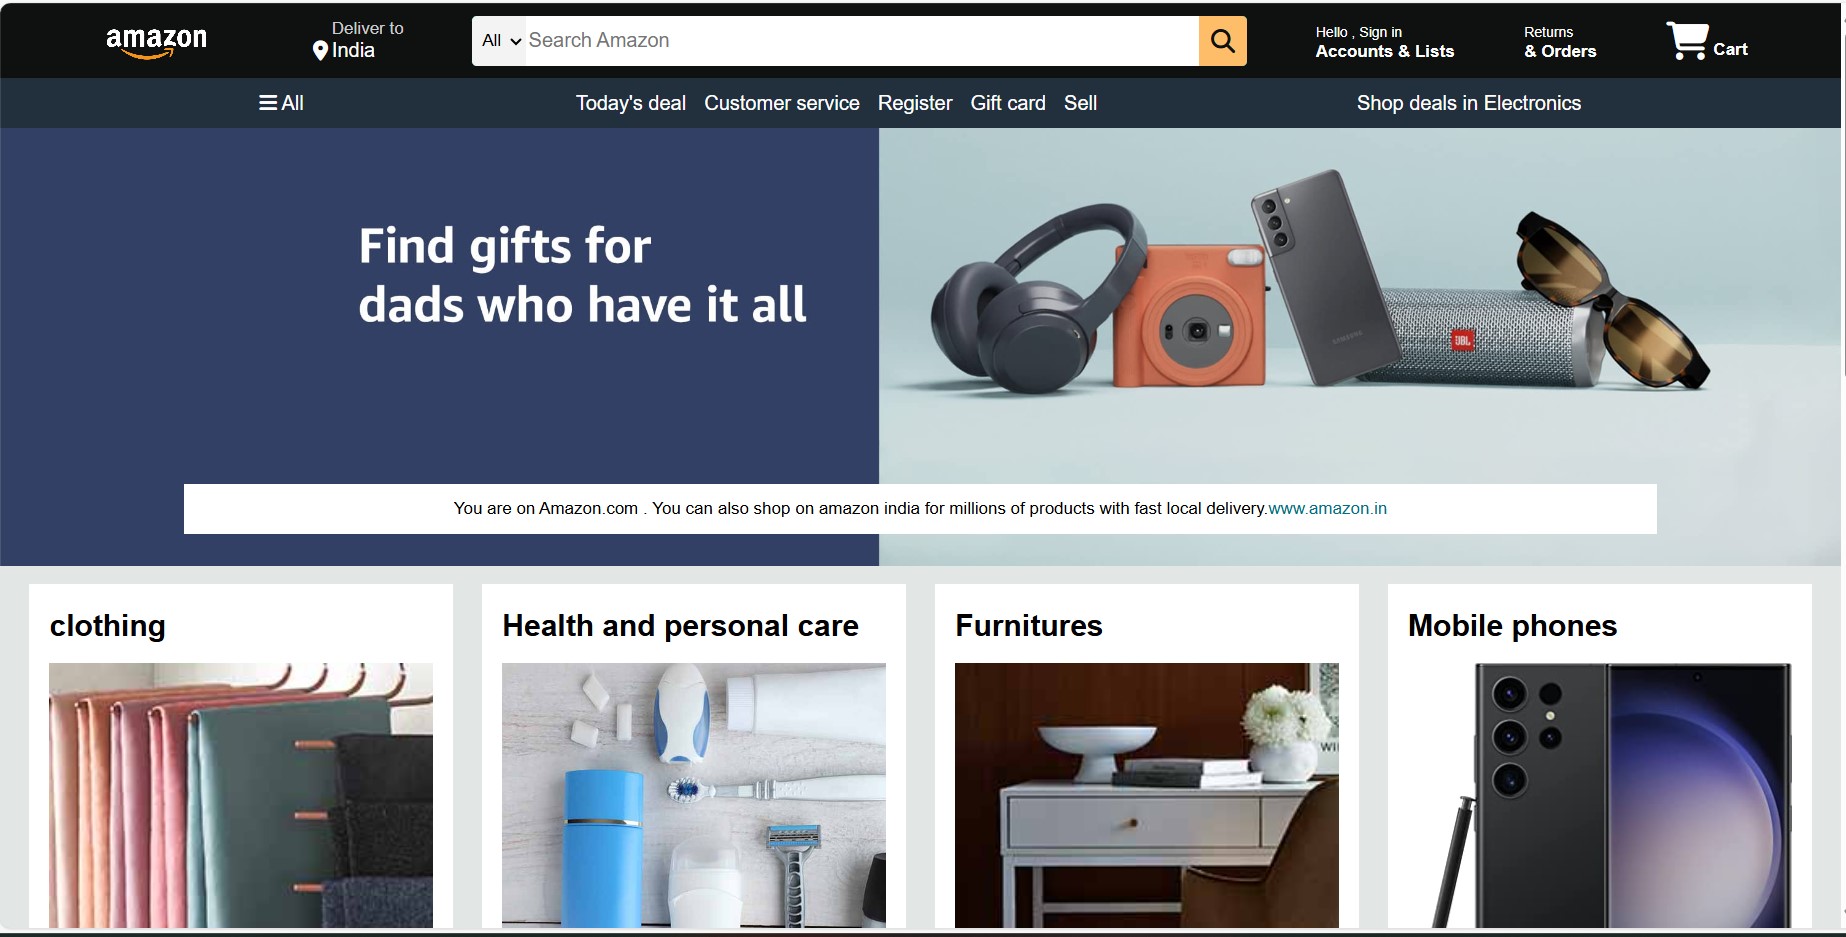 amazon
Deliver to
India
All
Search Amazon
Hello , Sign in
Accounts & Lists
Returns
& Orders
Cart
All
Today's deal
Customer service
Register
Gift card
Sell
Shop deals in Electronics
Find gifts for
dads who have it all
SAMSUNG
JBL
You are on Amazon.com . You can also shop on amazon india for millions of products with fast local delivery.www.amazon.in
clothing
Health and personal care
Furnitures
Mobile phones